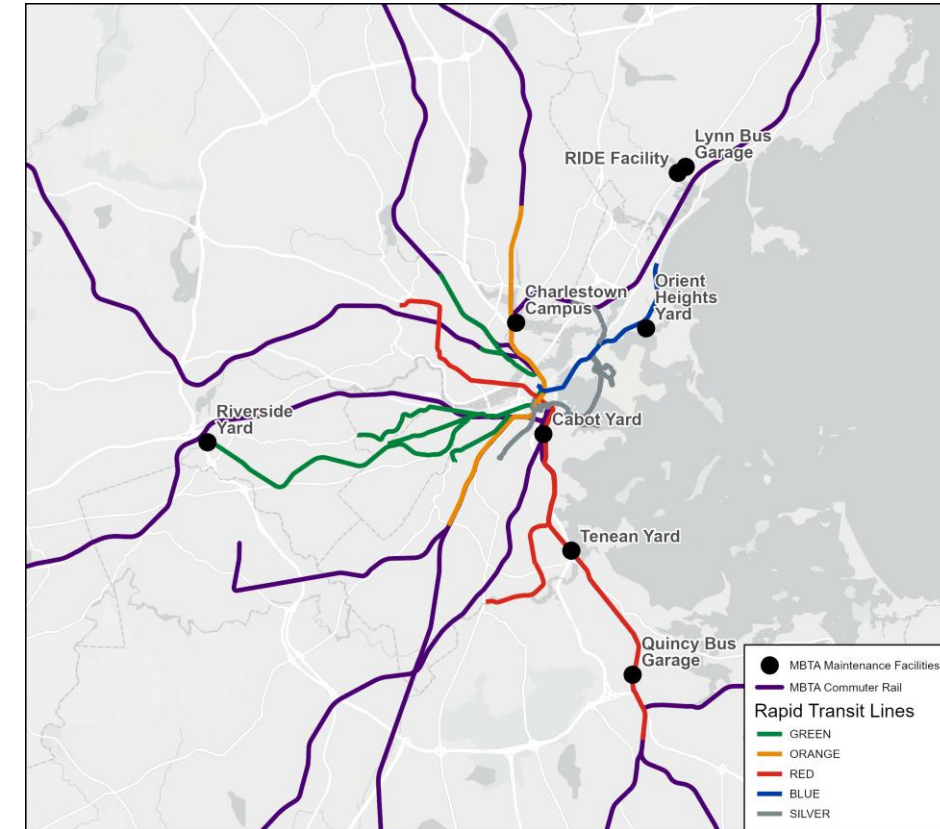 Lynn Bus
Garage
RIDE Facility
Orient
Heights
Yard
Charlestown
Campus
Riverside
Yard
Cabot Yard
Tenean Yard
Quincy Bus
Garage
MBTA Maintenance Facilities
MBTA Commuter Rail
Rapid Transit Lines
GREEN
ORANGE
RED
BLUE
SILVER